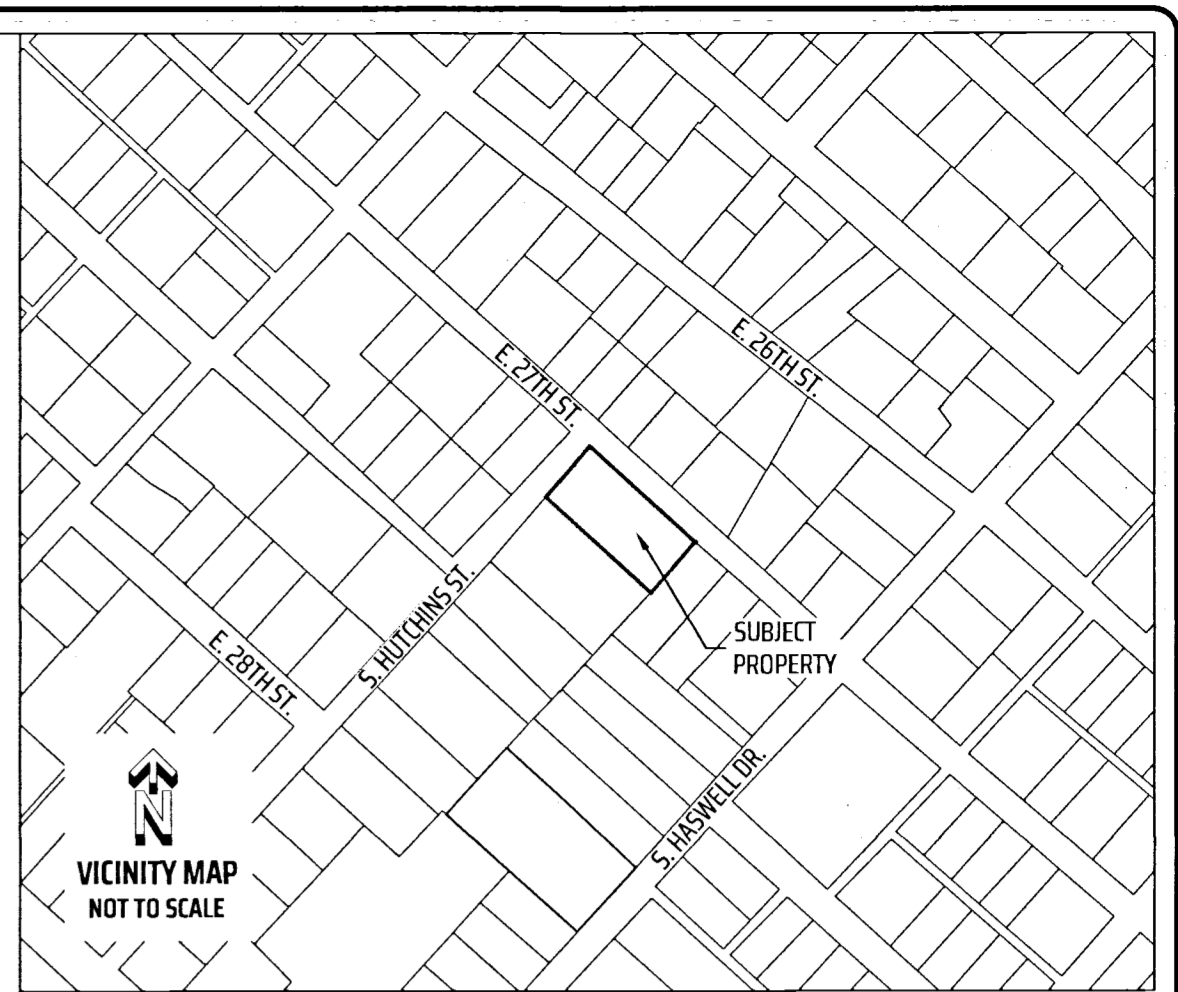 E. 26TH ST.
E. 27TH ST.
S. HUTCHINS ST.
E. 28TH ST.
SUBJECT
PROPERTY
S. HASWELL DR.
N
VICINITY MAP
NOT TO SCALE